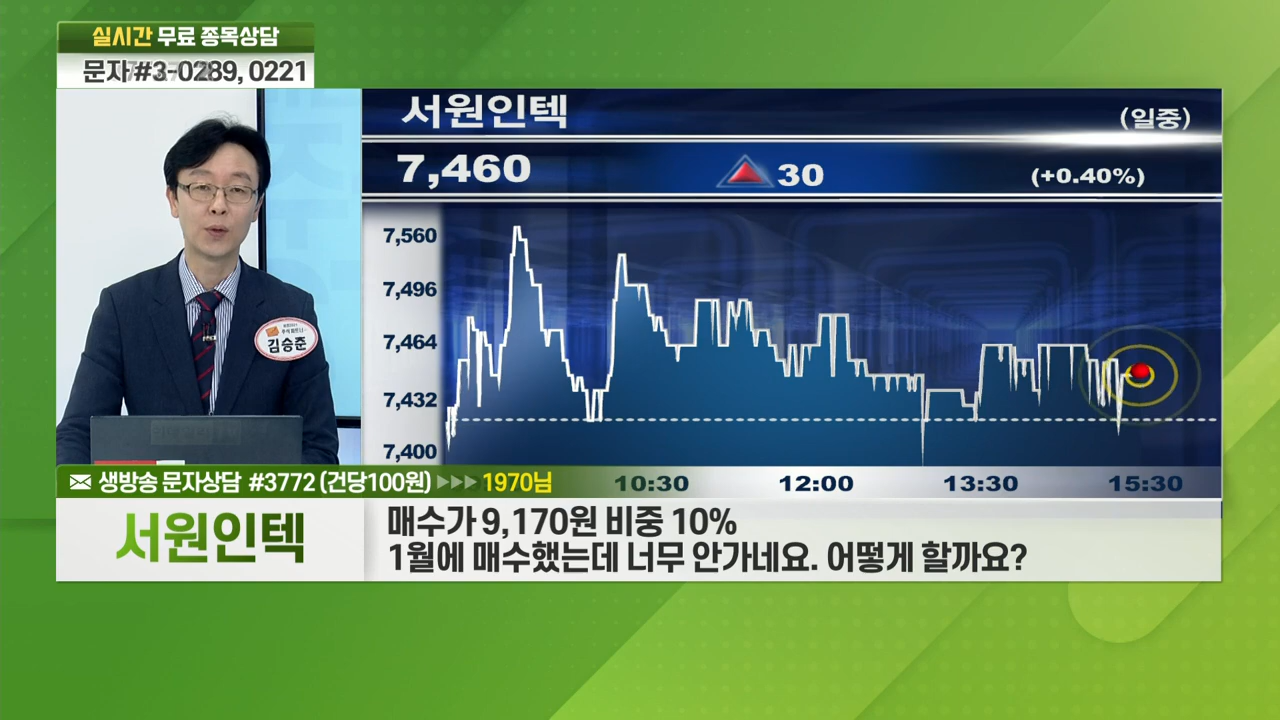 실시간 무료 종목상담
문자#3-0289, 0221
서원인텍
(일중)
7,460
30
(+0.40%)
7,560
7,496
7,464
7,432
7,400
김승준
생방송 문자상담 #3772 (건당100원) ▶▶▶ 1970님
10:30
12:00
13:30
15:30
서원인텍
매수가 9,170원 비중 10%
1월에 매수했는데 너무 안가네요. 어떻게 할까요?